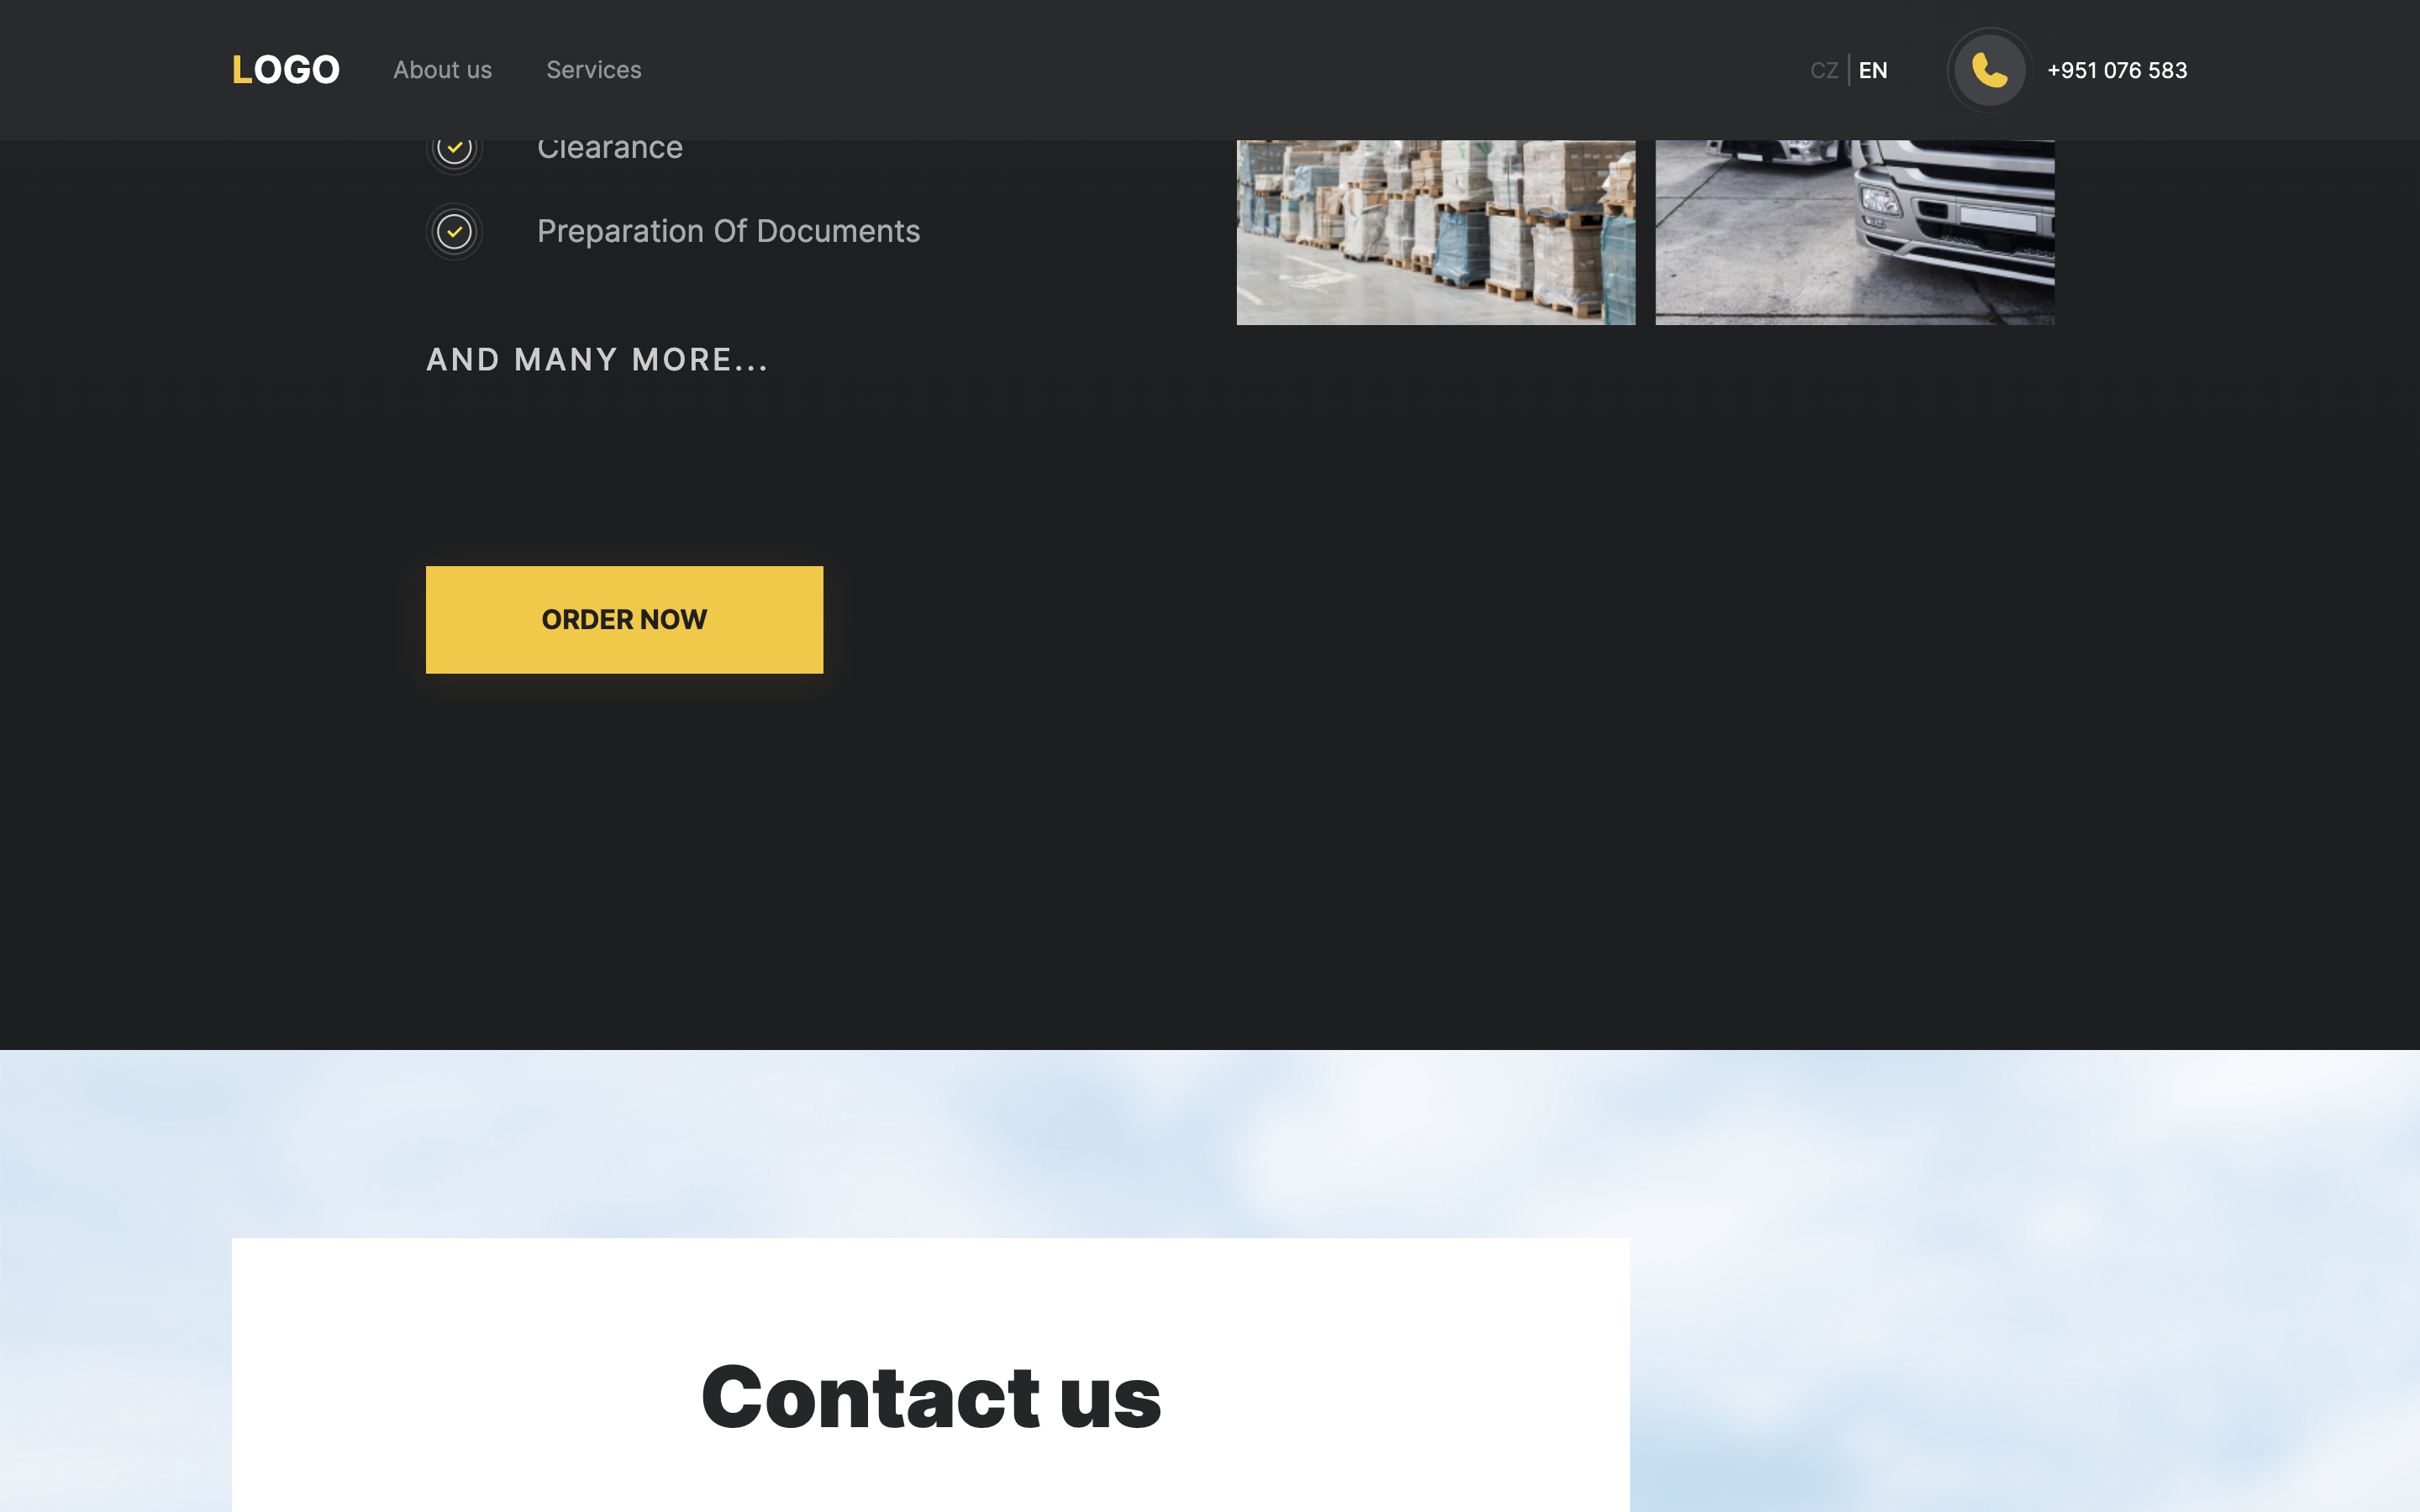 LOGO About us Services CZ EN +951 076 583
Clearance
Preparation Of Documents
AND MANY MORE...
ORDER NOW
Contact us